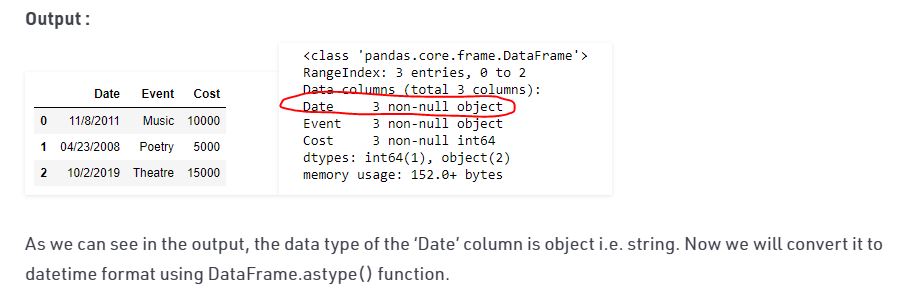 Output :
Date Event Cost
0 11/8/2011 Music 10000
1 04/23/2008 Poetry 5000
2 10/2/2019 Theatre 15000
<class 'pandas.core.frame.DataFrame'>
RangeIndex: 3 entries, 0 to 2
Data columns (total 3 columns):
Date 3 non-null object
Event 3 non-null object
Cost 3 non-null int64
dtypes: int64(1), object(2)
memory usage: 152.0+ bytes
As we can see in the output, the data type of the ‘Date’ column is object i.e. string. Now we will convert it to
datetime format using DataFrame.astype() function.